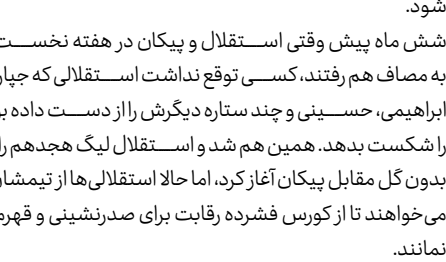 شود.
شش ماه پیش وقتی استقلال و پیکان در هفته نخست
به مصاف هم رفتند، کسی توقع نداشت استقلالی که
ابراهیمی، حسینی و چند ستاره دیگرش را از دست داده
را شکست بدهد. همین هم شد و استقلال لیگ هجدهم را
بدون گل مقابل پیکان آغاز کرد، اما حالا استقلالی‌ها از
می‌خواهند تا از کورس فشرده رقابت برای صدرنشینی و
نمانند.